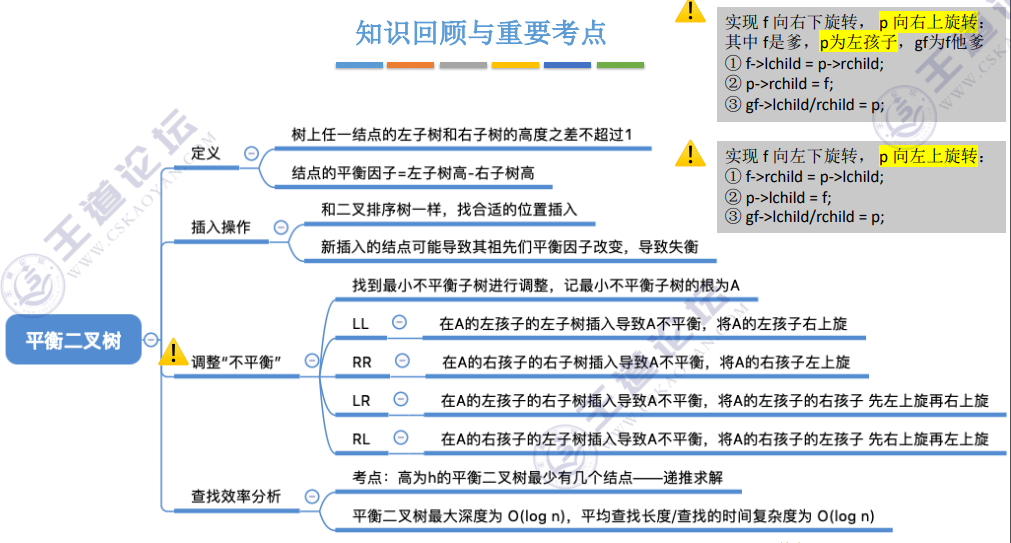 知识回顾与重要考点
实现 f 向右下旋转， p 向右上旋转：
其中 f是爹，p为左孩子，gf为f他爹
① f->lchild = p->rchild;
② p->rchild = f;
③ gf->lchild/rchild = p;
实现 f 向左下旋转， p 向左上旋转：
① f->rchild = p->lchild;
② p->lchild = f;
③ gf->lchild/rchild = p;
平衡二叉树
定义
树上任一结点的左子树和右子树的高度之差不超过1
结点的平衡因子=左子树高-右子树高
插入操作
和二叉排序树一样，找合适的位置插入
新插入的结点可能导致其祖先们平衡因子改变，导致失衡
调整“不平衡”
找到最小不平衡子树进行调整，记最小不平衡子树的根为A
LL
在A的左孩子的左子树插入导致A不平衡，将A的左孩子右上旋
RR
在A的右孩子的右子树插入导致A不平衡，将A的右孩子左上旋
LR
在A的左孩子的右子树插入导致A不平衡，将A的左孩子的右孩子 先左上旋再右上旋
RL
在A的右孩子的左子树插入导致A不平衡，将A的右孩子的左孩子 先右上旋再左上旋
查找效率分析
考点：高为h的平衡二叉树最少有几个结点——递推求解
平衡二叉树最大深度为 O(log n)，平均查找长度/查找的时间复杂度为 O(log n)
王道论坛
WWW.CSKAOYAN.COM
王道论坛
WWW.CSKAOYAN.COM
王道论坛